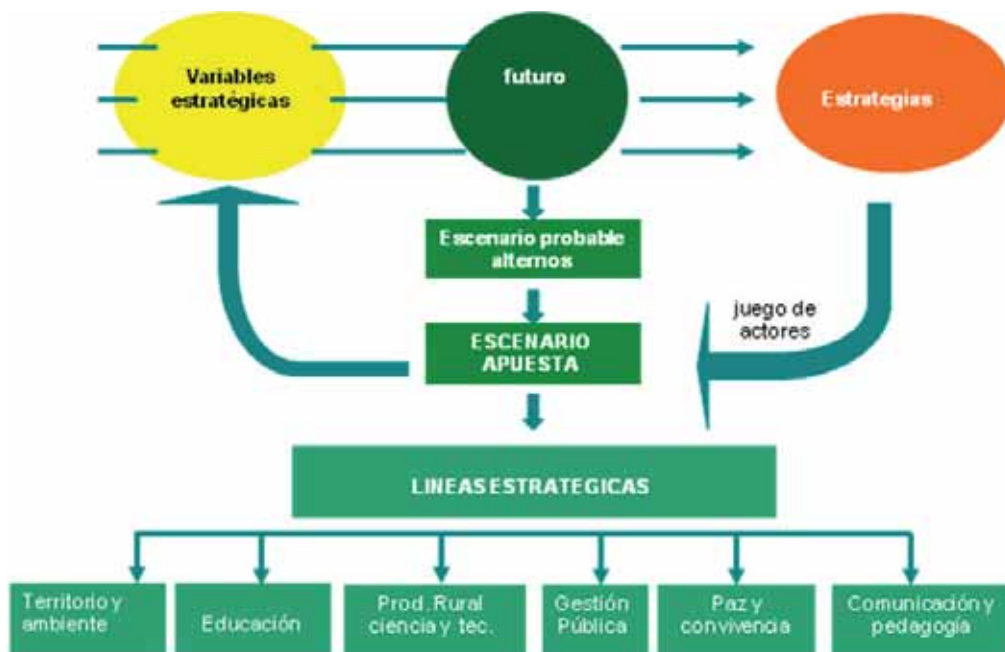 Variables
estratégicas
futuro
Estrategias
Escenario probable
alternos
juego de
actores
ESCENARIO
APUESTA
LINEAS ESTRATEGICAS
Territorio y
ambiente
Educación
Prod. Rural
ciencia y tec.
Gestión
Pública
Paz y
convivencia
Comunicación y
pedagogía